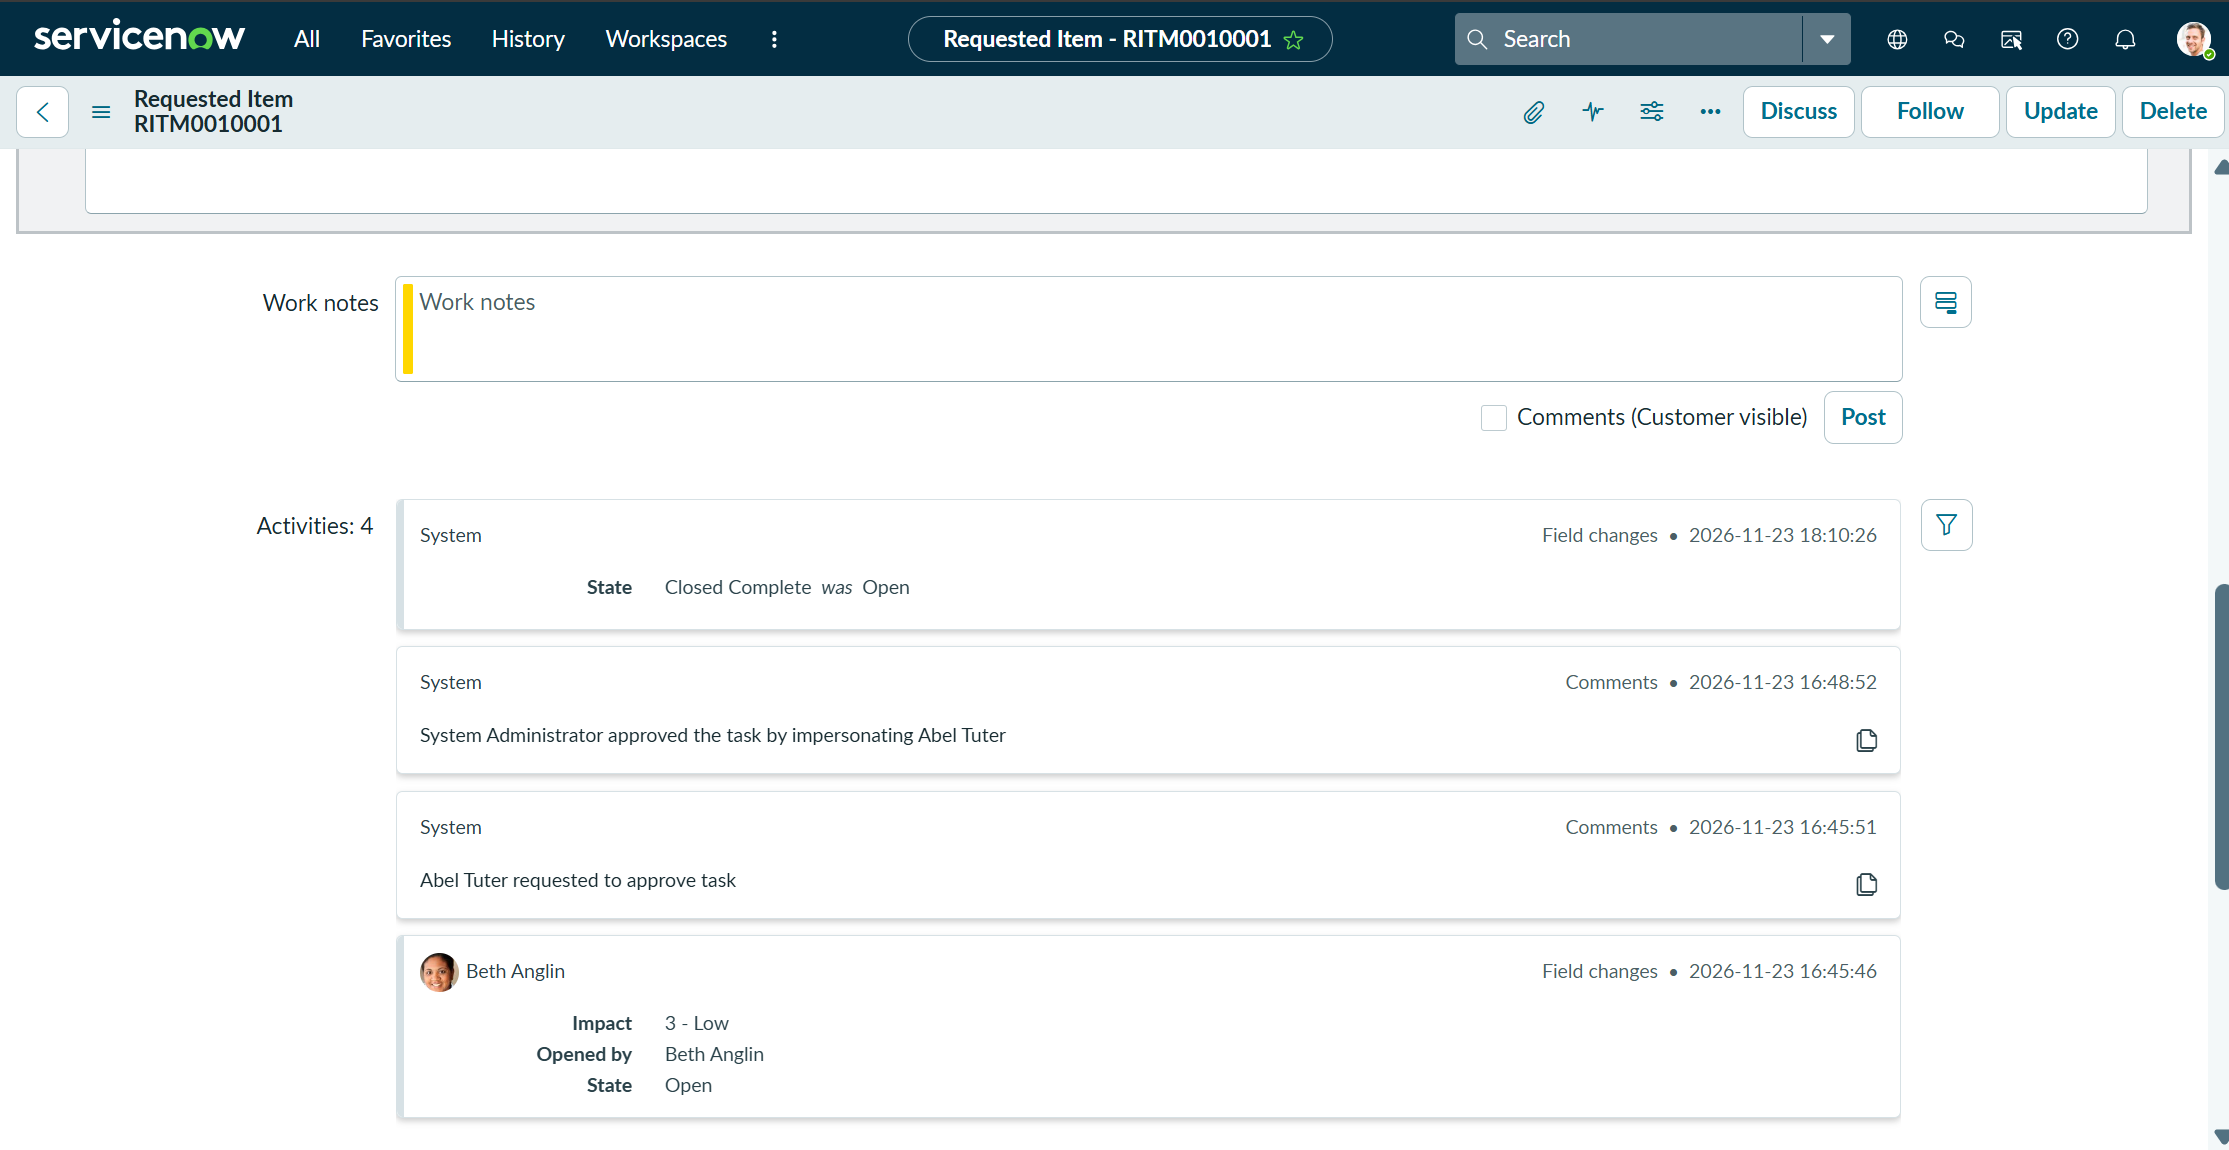 servicenow All Favorites History Workspaces Requested Item - RITM0010001 Search
Requested Item
RITM0010001
Discuss Follow Update Delete
Work notes Work notes
Comments (Customer visible) Post
Activities: 4
System Field changes • 2026-11-23 18:10:26
State Closed Complete was Open
System Comments • 2026-11-23 16:48:52
System Administrator approved the task by impersonating Abel Tuter
System Comments • 2026-11-23 16:45:51
Abel Tuter requested to approve task
Beth Anglin Field changes • 2026-11-23 16:45:46
Impact 3 - Low
Opened by Beth Anglin
State Open